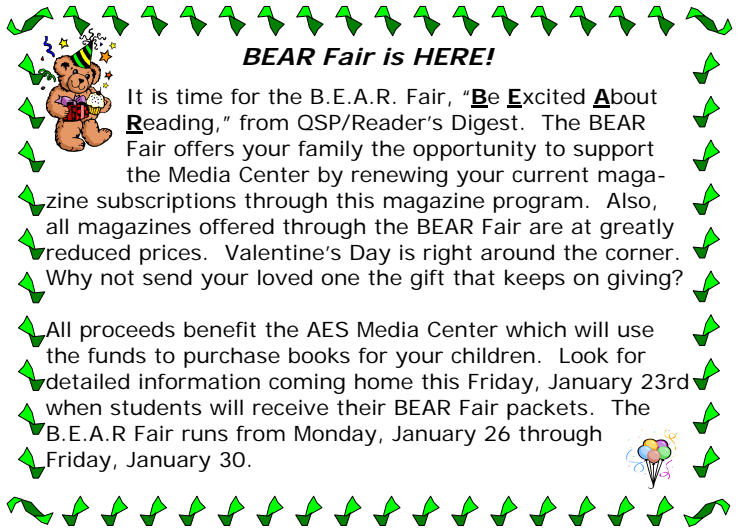 BEAR Fair is HERE!
It is time for the B.E.A.R. Fair, “Be Excited About
Reading,” from QSP/Reader’s Digest. The BEAR
Fair offers your family the opportunity to support
the Media Center by renewing your current maga-
zine subscriptions through this magazine program. Also,
all magazines offered through the BEAR Fair are at greatly
reduced prices. Valentine’s Day is right around the corner.
Why not send your loved one the gift that keeps on giving?
All proceeds benefit the AES Media Center which will use
the funds to purchase books for your children. Look for
detailed information coming home this Friday, January 23rd
when students will receive their BEAR Fair packets. The
B.E.A.R Fair runs from Monday, January 26 through
Friday, January 30.